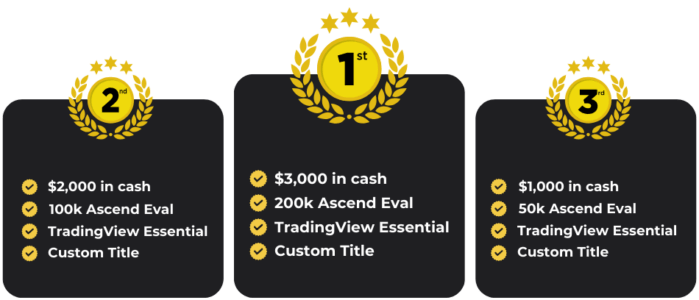 2nd
$2,000 in cash
100k Ascend Eval
TradingView Essential
Custom Title
1st
$3,000 in cash
200k Ascend Eval
TradingView Essential
Custom Title
3rd
$1,000 in cash
50k Ascend Eval
TradingView Essential
Custom Title